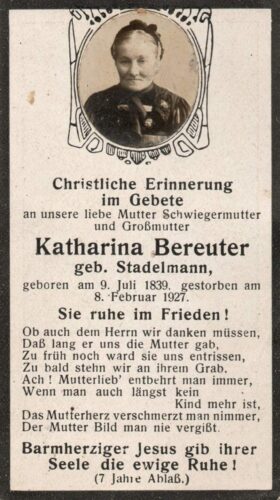 Christliche Erinnerung
im Gebete
an unsere liebe Mutter Schwiegermutter
und Großmutter
Katharina Bereuter
geb. Stadelmann,
geboren am 9. Juli 1839, gestorben am
8. Februar 1927.
Sie ruhe im Frieden!
Ob auch dem Herrn wir danken müssen,
Daß lang er uns die Mutter gab,
Zu früh noch ward sie uns entrissen,
Zu bald stehn wir an ihrem Grab.
Ach! Mutterlieb' entbehrt man immer,
Wenn man auch längst kein
Kind mehr ist,
Das Mutterherz verschmerzt man nimmer,
Der Mutter Bild man nie vergißt.
Barmherziger Jesus gib ihrer
Seele die ewige Ruhe!
(7 Jahre Ablaß.)